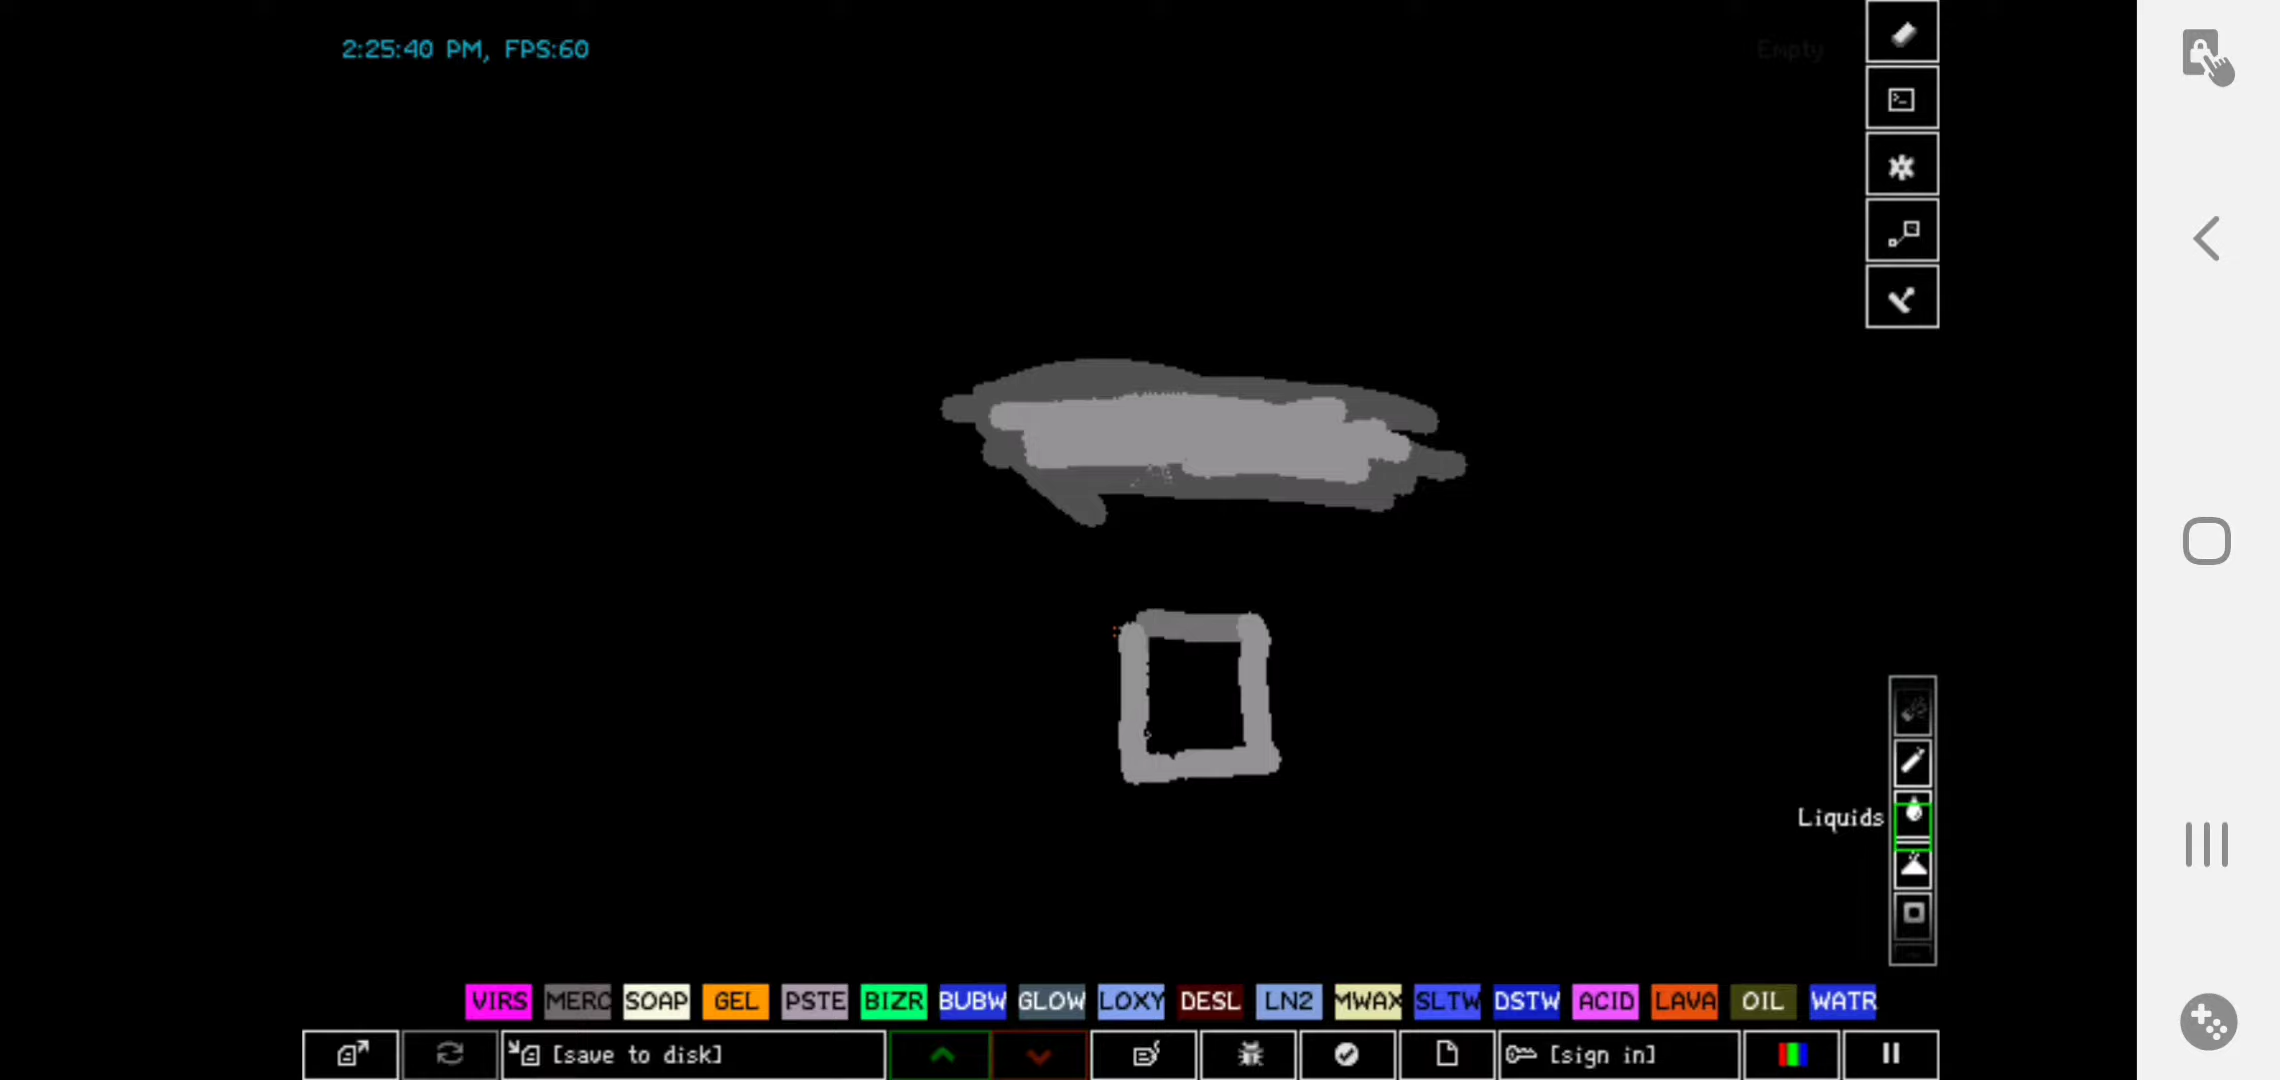 2:25:40 PM, FPS:60
Empty
Liquids
VIRS MERC SOAP GEL PSTE BIZR BUBW GLOW LOXY DESL LN2 MWAX SLTW DSTW ACID LAVA OIL WATR
[save to disk] [sign in]